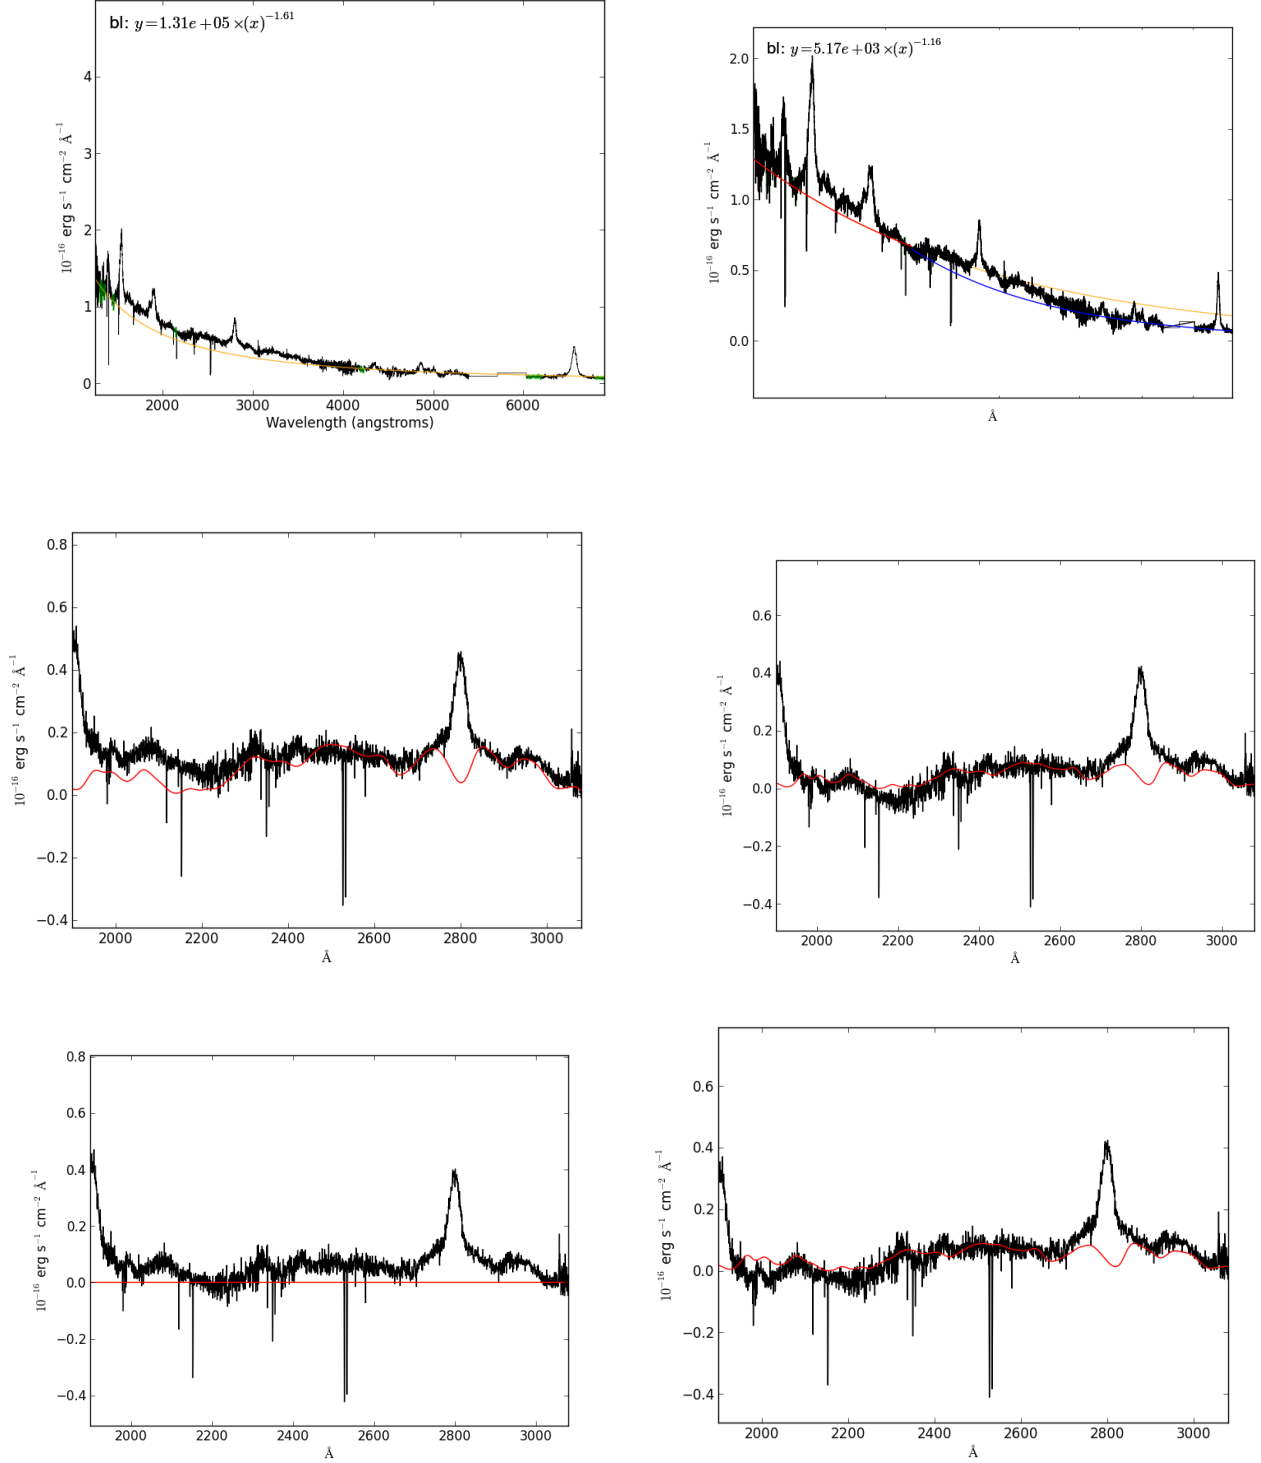 bl: y=1.31e+05×(x)^−1.61
4
3
2
1
0
10^−16 erg s^−1 cm^−2 Å^−1
2000 3000 4000 5000 6000
Wavelength (angstroms)
bl: y=5.17e+03×(x)^−1.16
2.0
1.5
1.0
0.5
0.0
10^−16 erg s^−1 cm^−2 Å^−1
Å
0.8
0.6
0.4
0.2
0.0
−0.2
−0.4
10^−16 erg s^−1 cm^−2 Å^−1
2000 2200 2400 2600 2800 3000
Å
0.6
0.4
0.2
0.0
−0.2
−0.4
10^−16 erg s^−1 cm^−2 Å^−1
2000 2200 2400 2600 2800 3000
Å
0.8
0.6
0.4
0.2
0.0
−0.2
−0.4
10^−16 erg s^−1 cm^−2 Å^−1
2000 2200 2400 2600 2800 3000
Å
0.6
0.4
0.2
0.0
−0.2
−0.4
10^−16 erg s^−1 cm^−2 Å^−1
2000 2200 2400 2600 2800 3000
Å